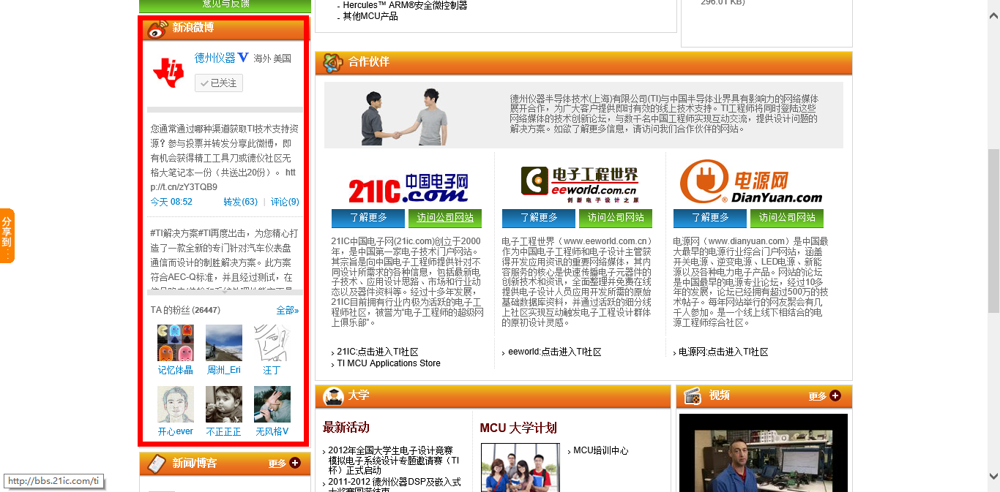 意见与反馈
新浪微博
德州仪器 V 海外 美国
已关注
您通常通过哪种渠道获取TI技术支持资
源？参与投票并转发分享此微博，即
有机会获得精工工具刀或德仪社区无
格大笔记本一份（共送出20份）。 htt
p://t.cn/zY3TQB9
今天 08:52 转发(63) | 评论(9)
#TI解决方案#TI再度出击，为您精心打
造了一款全新的专门针对汽车仪表盘
通信而设计的制胜解决方案。此方案
符合AEC-Q标准，并且经过测试，在
TA 的粉丝 (26447) 全部»
记忆体晶 周洲_Eri 汪丁
开心ever 不正正正 无风格V
新闻/博客 更多
分享到：
http://bbs.21ic.com/ti
- Hercules™ ARM®安全微控制器
- 其他MCU产品
296.01 KB)
合作伙伴
德州仪器半导体技术(上海)有限公司(TI)与中国半导体业界具有影响力的网络媒体
展开合作，为广大客户提供即时有效的线上技术支持。TI工程师将同时登陆这些
网络媒体的技术创新论坛，与数千名中国工程师实现互动交流，提供设计问题的
解决方案。如欲了解更多信息，请访问我们合作伙伴的网站。
21IC 中国电子网
.com
了解更多 访问公司网站
21IC中国电子网(21ic.com)创立于2000
年，是中国第一家电子技术门户网站。
其宗旨是向中国电子工程师提供针对不
同设计所需求的各种信息，包括最新电
子技术、应用设计思路、市场和行业动
态以及器件资料等。经过十多年发展，
21IC目前拥有行业内极为活跃的电子工
程师社区，被誉为"电子工程师的超级网
上俱乐部"。
21IC:点击进入TI社区
TI MCU Applications Store
电子工程世界
eeworld.com.cn
创新电子设计之原
了解更多 访问公司网站
电子工程世界（www.eeworld.com.cn）
作为中国电子工程师和电子设计主管获
得开发应用资讯的重要网络媒体，其内
容服务的核心是快速传播电子元器件的
创新技术和资讯，全面整理并免费在线
提供电子设计人员应用开发所需的原始
基础数据库资料，并通过活跃的细分线
上社区实现互动触发电子工程设计群体
的原初设计灵感。
eeworld:点击进入TI社区
电源网
®DianYuan.com
了解更多 访问公司网站
电源网（www.dianyuan.com）是中国最
大最早的电源行业综合门户网站，涵盖
开关电源、逆变电源、LED电源、新能
源以及各种电力电子产品。网站的论坛
是中国最早的电源专业论坛，经过10多
年的发展，论坛已经拥有超过500万的技
术帖子。每年网站举行的网友聚会有几
千人参加。是一个线上线下相结合的电
源工程师综合社区。
电源网:点击进入TI社区
大学
最新活动
2012年全国大学生电子设计竞赛
模拟电子系统设计专题邀请赛（TI
杯）正式启动
2011-2012 德州仪器DSP及嵌入式
MCU 大学计划
MCU培训中心
视频 更多